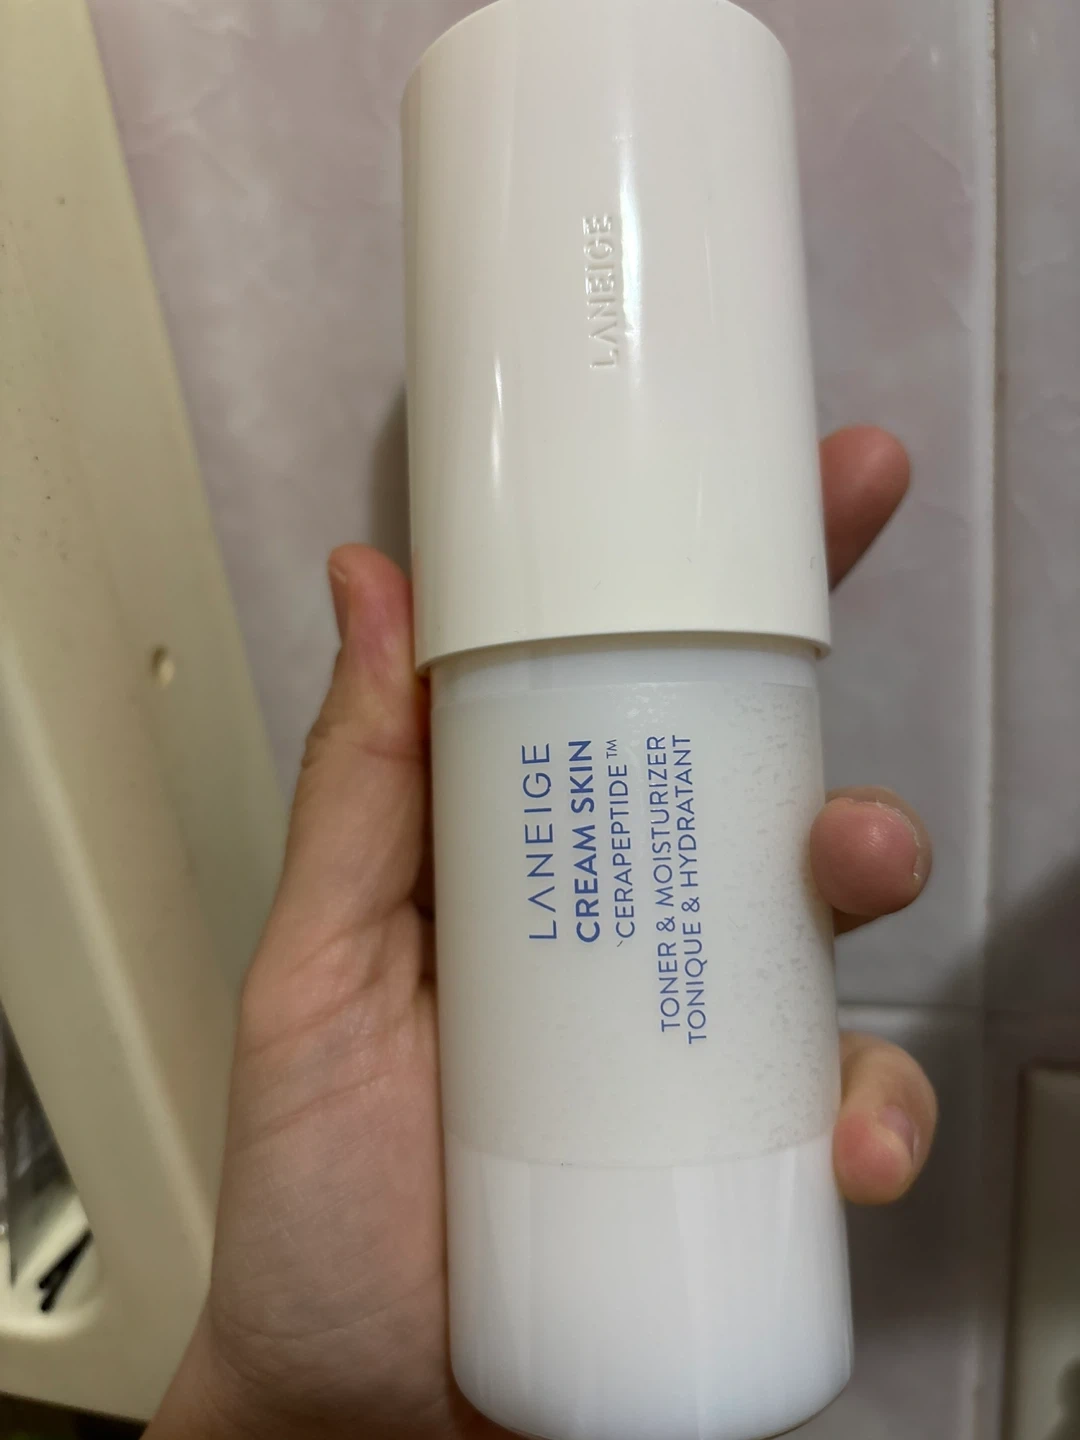 LANEIGE
LANEIGE
CREAM SKIN
CERAPEPTIDE™
TONER & MOISTURIZER
TONIQUE & HYDRATANT